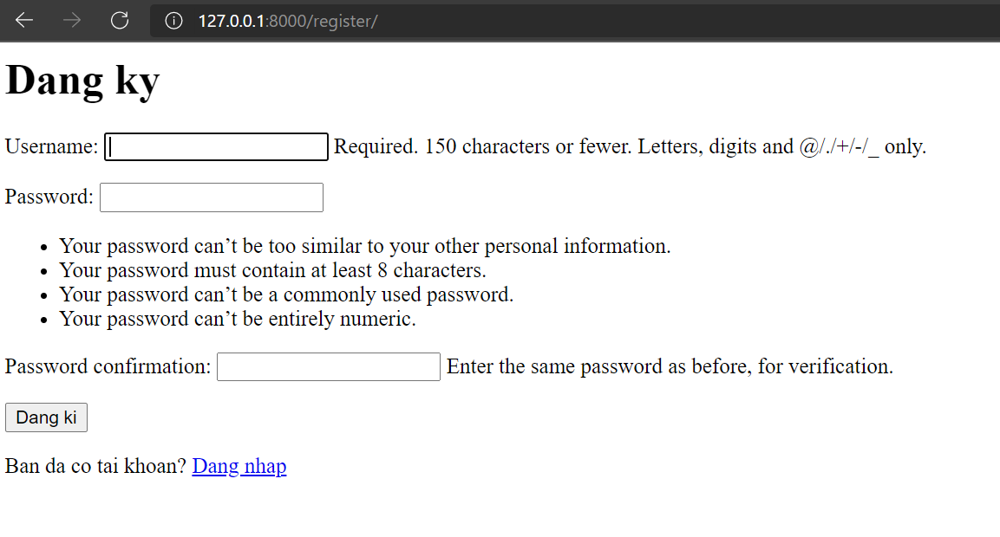 127.0.0.1:8000/register/
Dang ky
Username: Required. 150 characters or fewer. Letters, digits and @/./+/-/_ only.
Password:
Your password can’t be too similar to your other personal information.
Your password must contain at least 8 characters.
Your password can’t be a commonly used password.
Your password can’t be entirely numeric.
Password confirmation: Enter the same password as before, for verification.
Dang ki
Ban da co tai khoan? Dang nhap